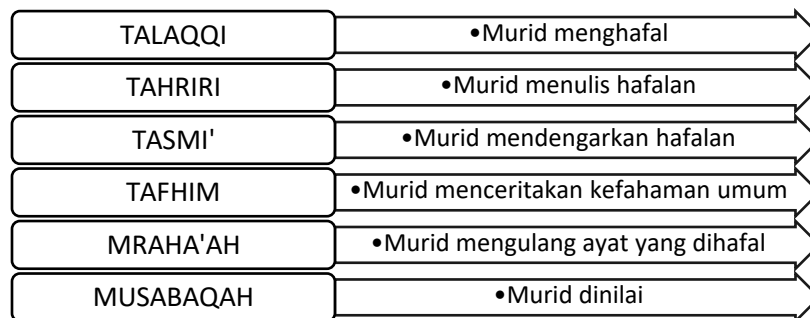 TALAQQI •Murid menghafal
TAHRIRI •Murid menulis hafalan
TASMI' •Murid mendengarkan hafalan
TAFHIM •Murid menceritakan kefahaman umum
MRAHA'AH •Murid mengulang ayat yang dihafal
MUSABAQAH •Murid dinilai